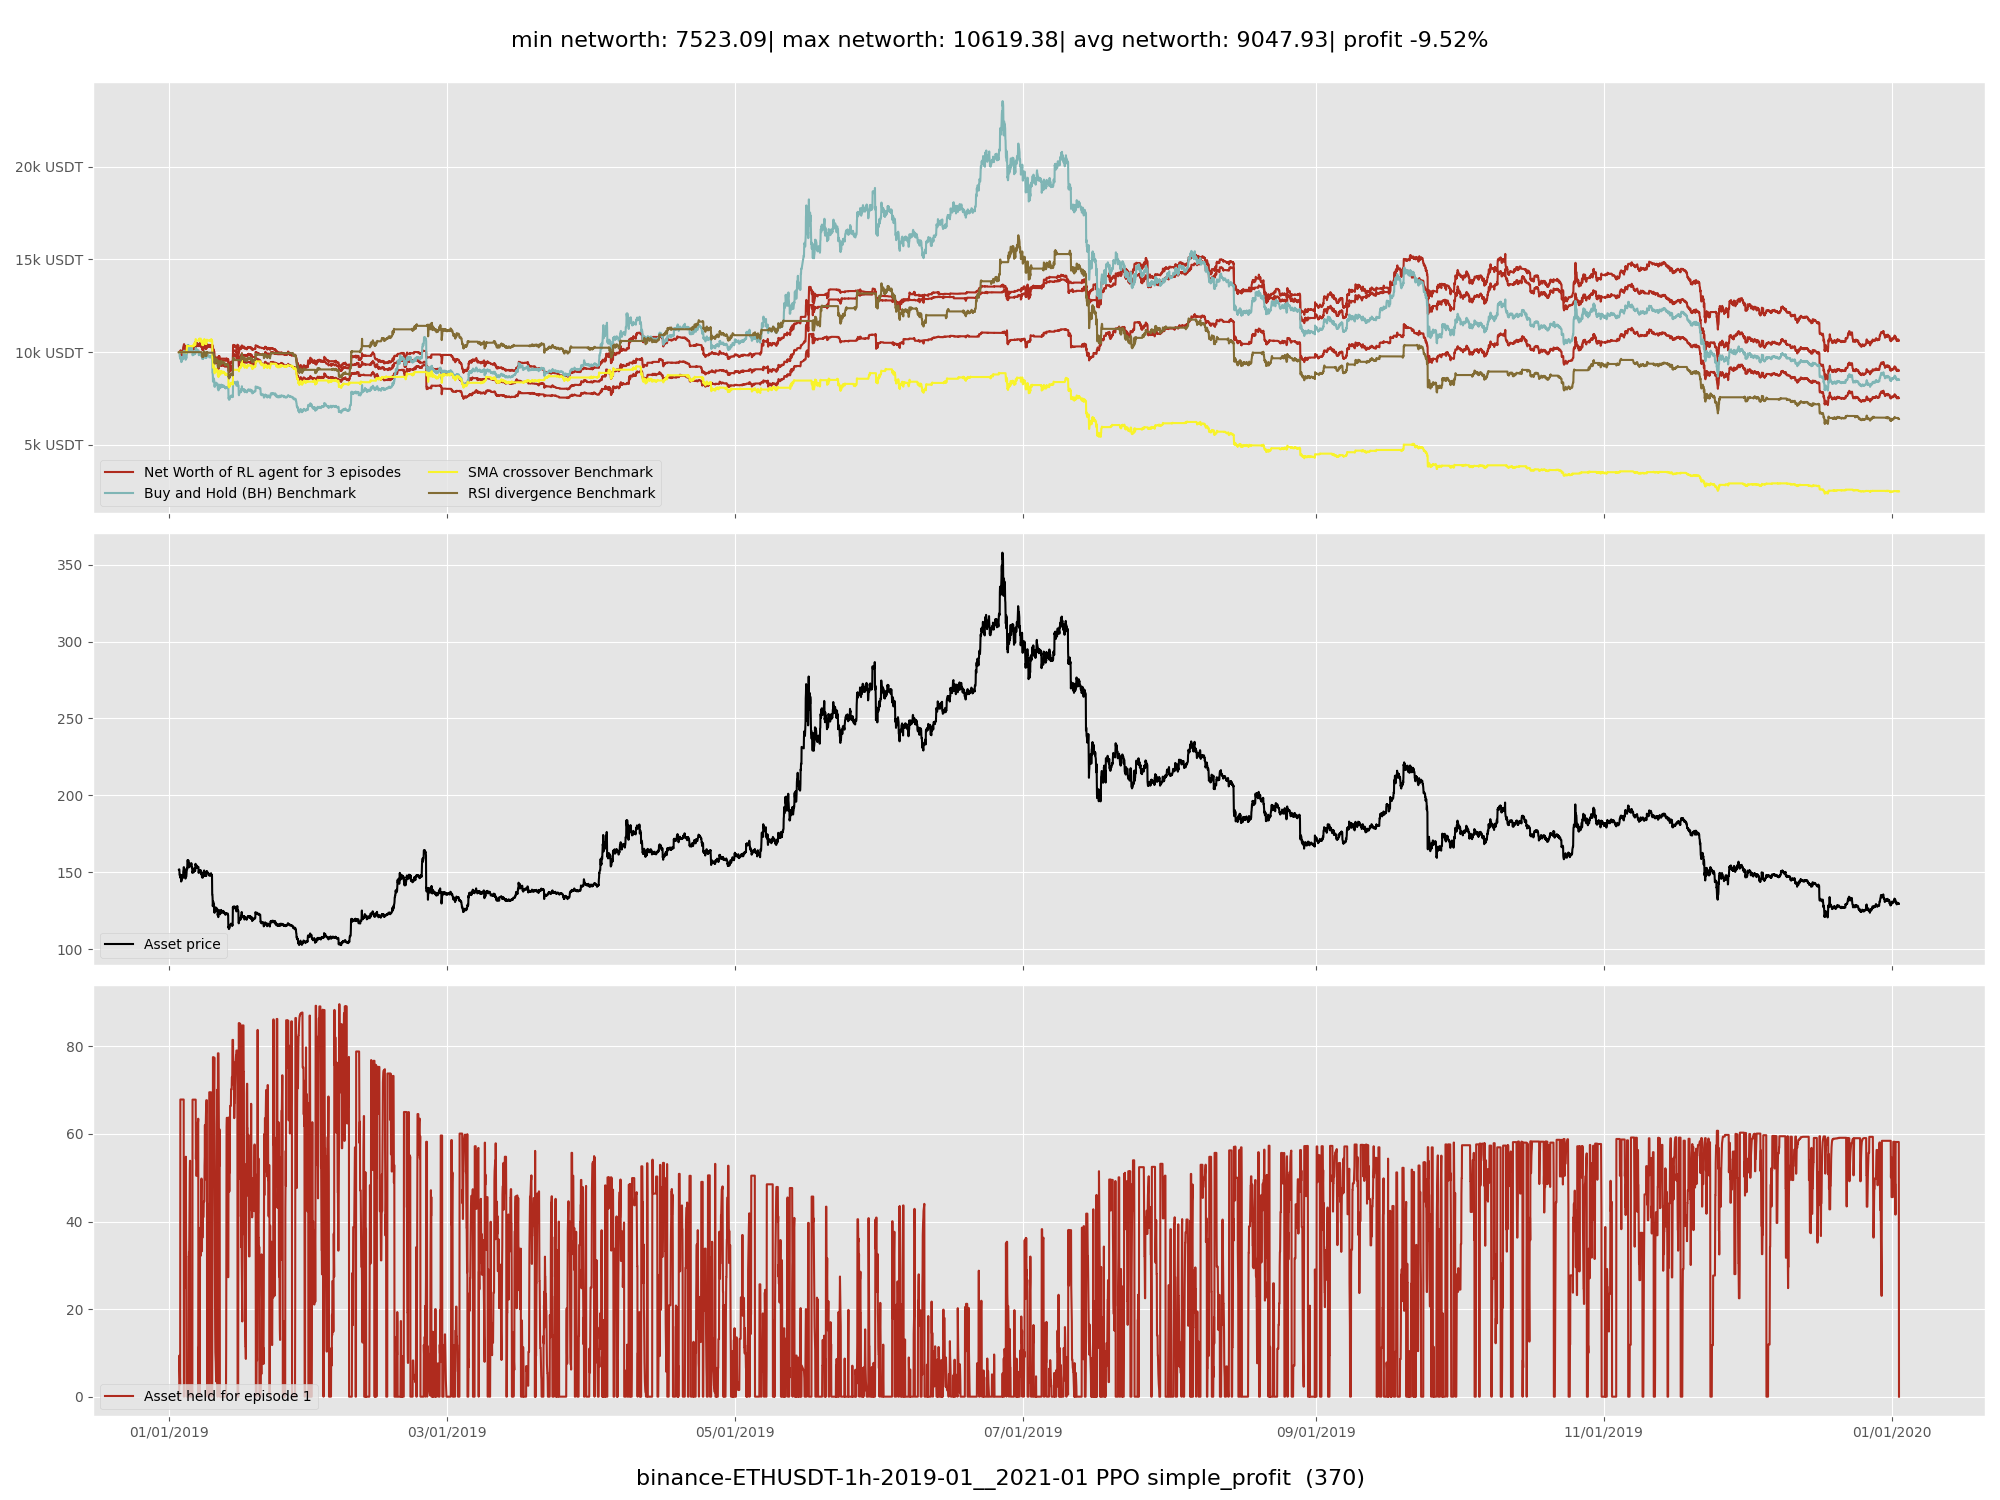 min networth: 7523.09| max networth: 10619.38| avg networth: 9047.93| profit -9.52%
20k USDT
15k USDT
10k USDT
5k USDT
Net Worth of RL agent for 3 episodes
Buy and Hold (BH) Benchmark
SMA crossover Benchmark
RSI divergence Benchmark
350
300
250
200
150
100
Asset price
80
60
40
20
0
Asset held for episode 1
01/01/2019
03/01/2019
05/01/2019
07/01/2019
09/01/2019
11/01/2019
01/01/2020
binance-ETHUSDT-1h-2019-01__2021-01 PPO simple_profit  (370)